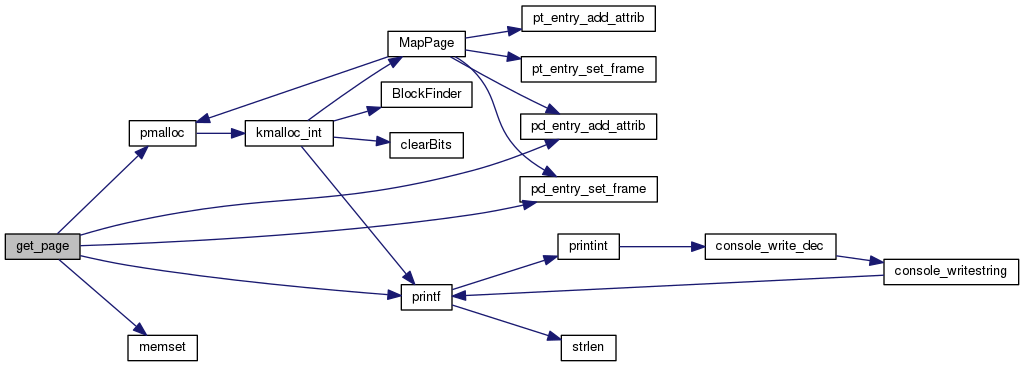 pt_entry_add_attrib
MapPage
pt_entry_set_frame
BlockFinder
pmalloc
kmalloc_int
pd_entry_add_attrib
clearBits
pd_entry_set_frame
get_page
printint
console_write_dec
console_writestring
printf
memset
strlen